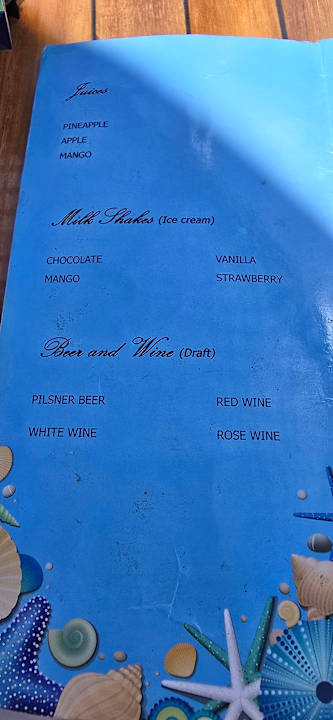 Juices
PINEAPPLE
APPLE
MANGO
Milk Shakes (Ice cream)
CHOCOLATE VANILLA
MANGO STRAWBERRY
Beer and Wine (Draft)
PILSNER BEER RED WINE
WHITE WINE ROSE WINE